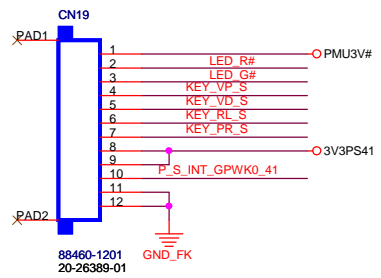 CN19
PAD1
1 PMU3V#
2 LED_R#
3 LED_G#
4 KEY_VP_S
5 KEY_VD_S
6 KEY_RL_S
7 KEY_PR_S
8 3V3PS41
9
10 P_S_INT_GPWK0_41
11
12
PAD2
GND_FK
88460-1201
20-26389-01